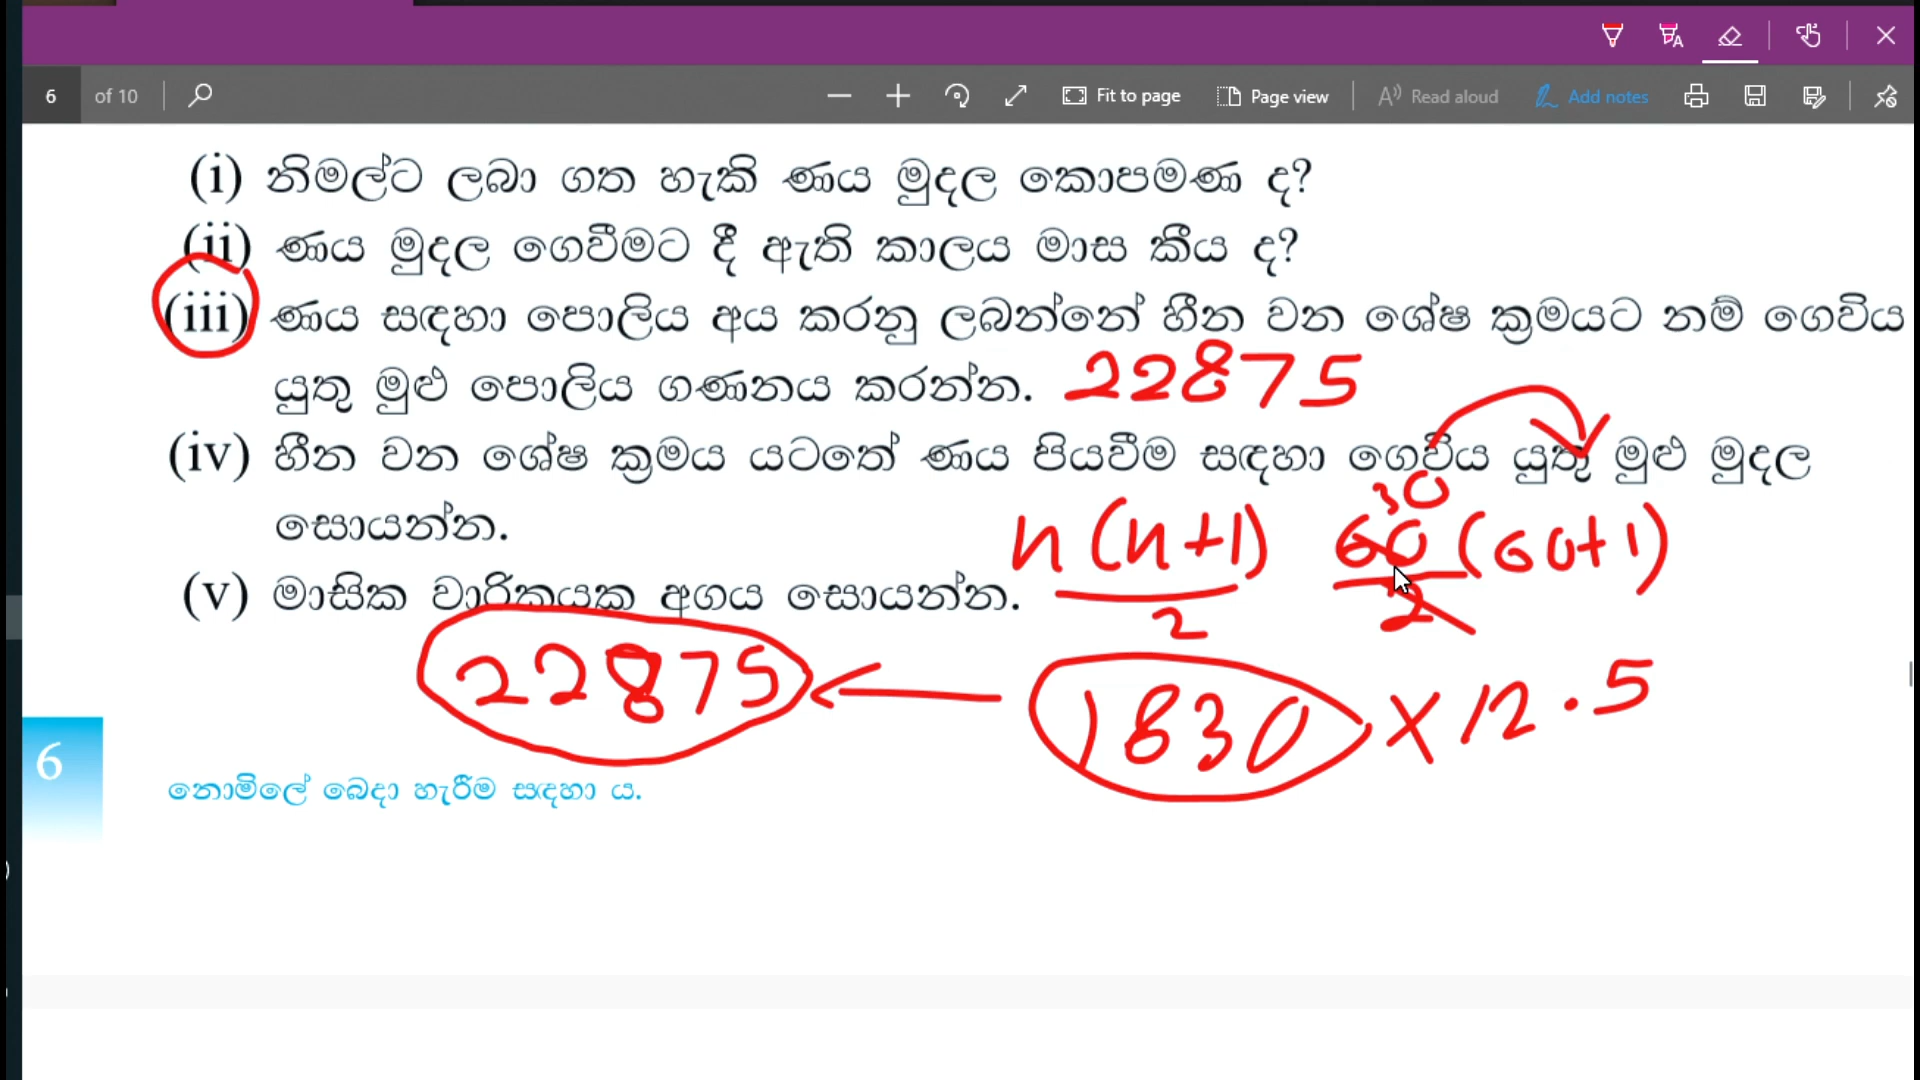 6 of 10 Fit to page Page view Read aloud Add notes
(i) නිමල්ට ලබා ගත හැකි ණය මුදල කොපමණ ද?
(ii) ණය මුදල ගෙවීමට දී ඇති කාලය මාස කීය ද?
(iii) ණය සඳහා පොලිය අය කරනු ලබන්නේ හීන වන ශේෂ ක්‍රමයට නම් ගෙවිය
යුතු මුළු පොලිය ගණනය කරන්න. 22875
(iv) හීන වන ශේෂ ක්‍රමය යටතේ ණය පියවීම සඳහා ගෙවිය යුතු මුළු මුදල
සොයන්න.
30
n(n+1) 60(60+1)
2 2
(v) මාසික වාරිකයක අගය සොයන්න.
22875 ← 1830 × 12.5
6
නොමිලේ බෙදා හැරීම සඳහා ය.